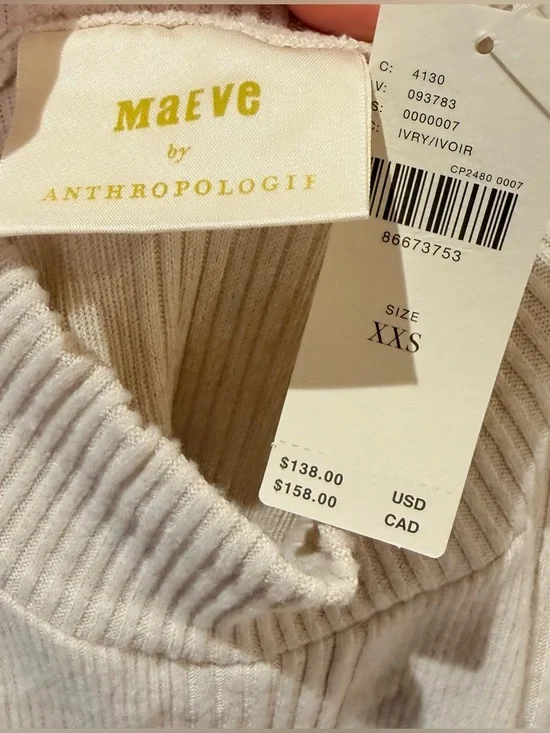 MaEve
by
ANTHROPOLOGIE
C: 4130
V: 093783
S: 0000007
C: IVRY/IVOIR
CP2480 0007
86673753
SIZE
XXS
$138.00 USD
$158.00 CAD